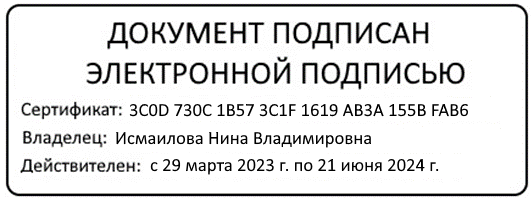 ДОКУМЕНТ ПОДПИСАН
ЭЛЕКТРОННОЙ ПОДПИСЬЮ
Сертификат: 3C0D 730C 1B57 3C1F 1619 AB3A 155B FAB6
Владелец: Исмаилова Нина Владимировна
Действителен: с 29 марта 2023 г. по 21 июня 2024 г.